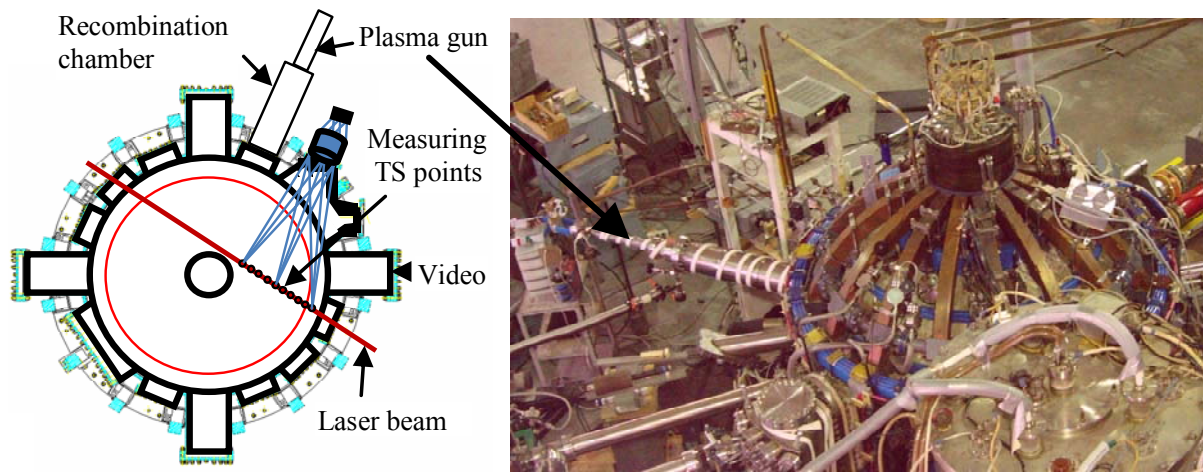 Recombination
chamber
Plasma gun
Measuring
TS points
Video
Laser beam